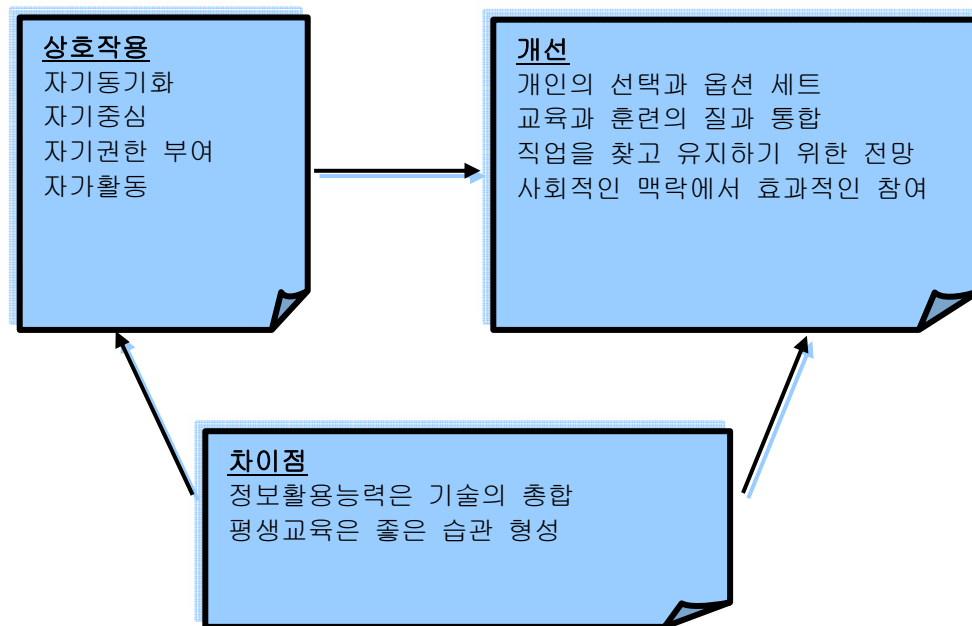 상호작용
자기동기화
자기중심
자기권한 부여
자가활동
개선
개인의 선택과 옵션 세트
교육과 훈련의 질과 통합
직업을 찾고 유지하기 위한 전망
사회적인 맥락에서 효과적인 참여
차이점
정보활용능력은 기술의 총합
평생교육은 좋은 습관 형성